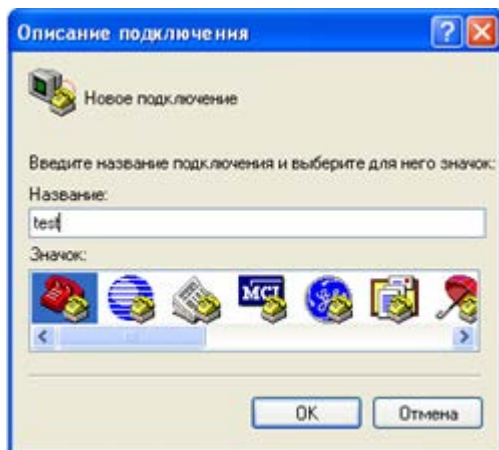 Описание подключения
Новое подключение
Введите название подключения и выберите для него значок:
Название:
test
Значок:
MCI
OK
Отмена